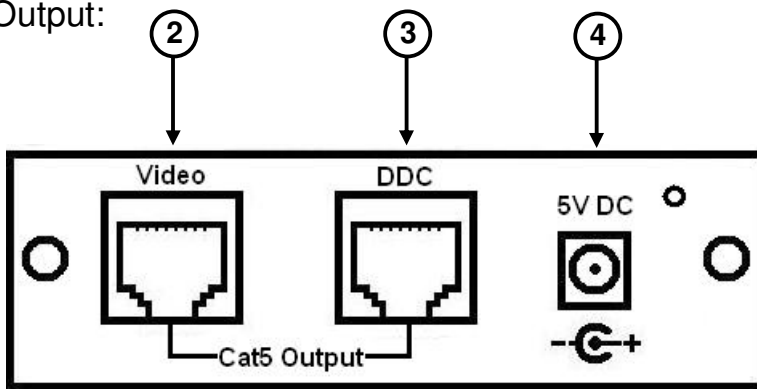 Output:
2 3 4
Video DDC
5V DC
Cat5 Output
- +